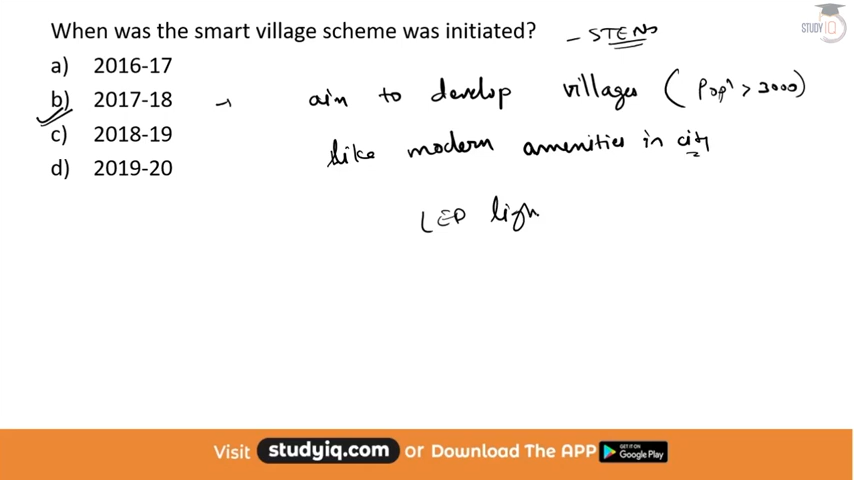 STUDY IQ
When was the smart village scheme was initiated? – STENS
a) 2016-17
b) 2017-18 → aim to develop villages (Popⁿ > 3000)
c) 2018-19 like modern amenities in city
d) 2019-20
LED ligh
Visit studyiq.com or Download The APP GET IT ON Google Play